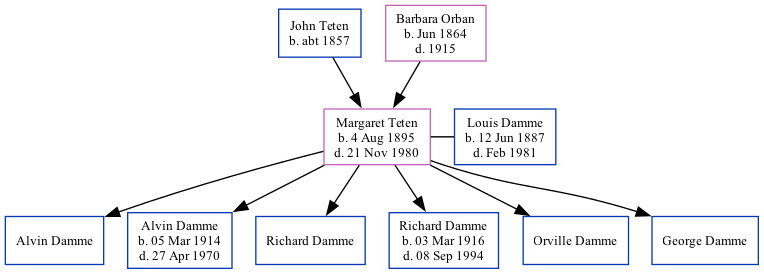 John Teten
b. abt 1857
Barbara Orban
b. Jun 1864
d. 1915
Margaret Teten
b. 4 Aug 1895
d. 21 Nov 1980
Louis Damme
b. 12 Jun 1887
d. Feb 1981
Alvin Damme
Alvin Damme
b. 05 Mar 1914
d. 27 Apr 1970
Richard Damme
Richard Damme
b. 03 Mar 1916
d. 08 Sep 1994
Orville Damme
George Damme